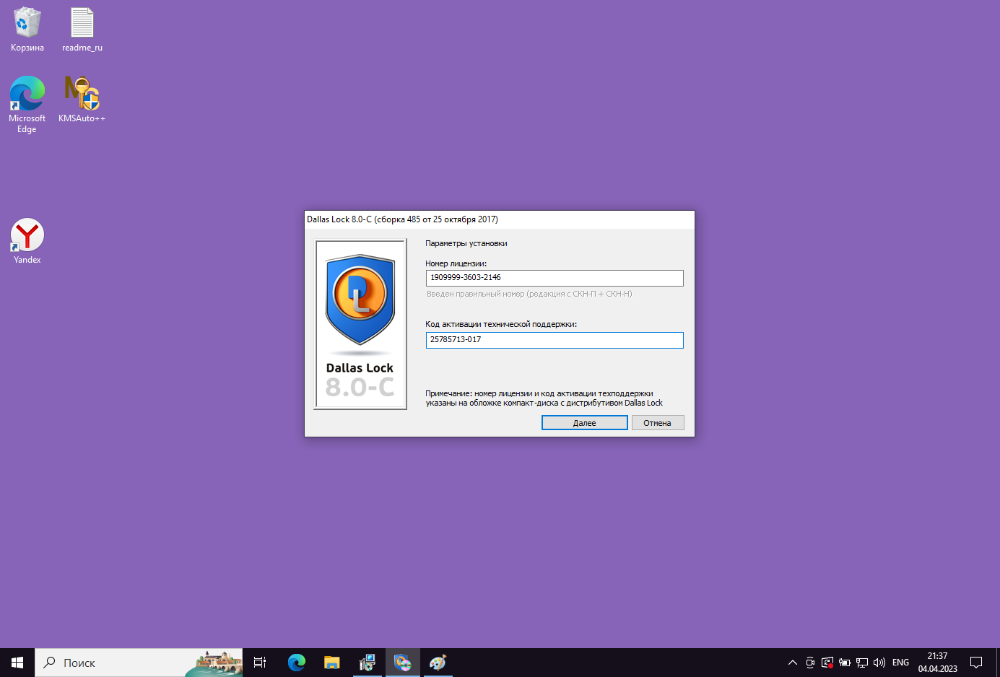 Корзина
readme_ru
Microsoft
Edge
KMSAuto++
Yandex
Dallas Lock 8.0-C (сборка 485 от 25 октября 2017)
Dallas Lock
8.0-C
Параметры установки
Номер лицензии:
1909999-3603-2146
Введен правильный номер (редакция с СКН-П + СКН-Н)
Код активации технической поддержки:
25785713-017
Примечание: номер лицензии и код активации техподдержки
указаны на обложке компакт-диска с дистрибутивом Dallas Lock
Далее
Отмена
Поиск
ENG
21:37
04.04.2023